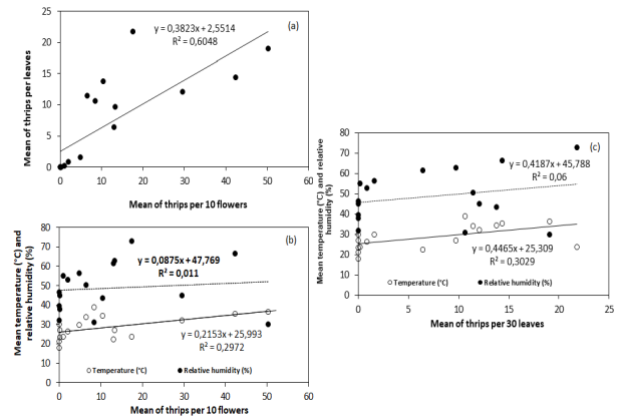 (a)
y = 0,3823x + 2,5514
R² = 0,6048
Mean of thrips per leaves
25
20
15
10
5
0
0 10 20 30 40 50 60
Mean of thrips per 10 flowers
(b)
y = 0,0875x + 47,769
R² = 0,011
y = 0,2153x + 25,993
R² = 0,2972
Mean temperature (°C) and
relative humidity (%)
80
70
60
50
40
30
20
10
0
Temperature (°C) Relative humidity (%)
0 10 20 30 40 50 60
Mean of thrips per 10 flowers
(c)
y = 0,4187x + 45,788
R² = 0,06
y = 0,4465x + 25,309
R² = 0,3029
Mean temperature (°C) and relative
humidity (%)
80
70
60
50
40
30
20
10
0
Temperature (°C) Relative humidity (%)
0 5 10 15 20 25
Mean of thrips per 30 leaves